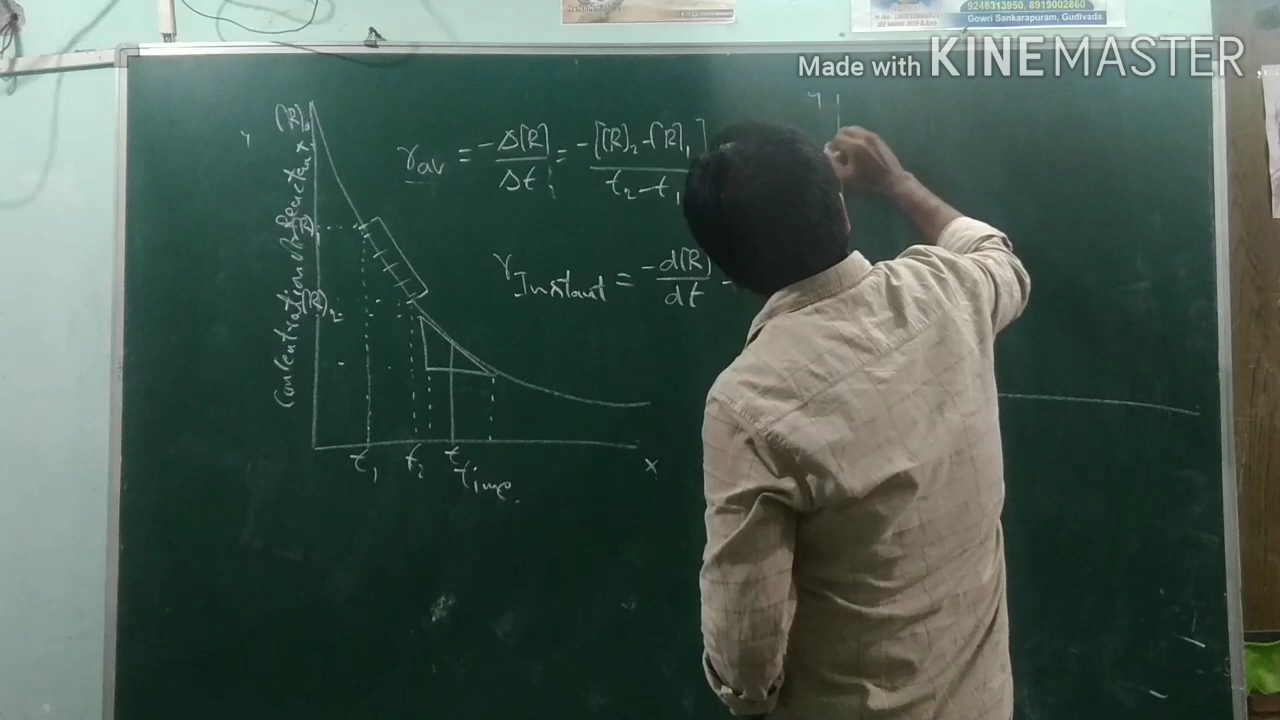 9246313950, 8919002860
Gowri Sankarapuram, Gudivada.
Made with KINEMASTER
y
y
Concentration of Reactant
[R]₀
[R]₁
[R]₂
r_av = -Δ[R]/Δt = -[[R]₂-[R]₁]/t₂-t₁
r_Instant = -d[R]/dt
t₁ t₂ t
x
time.